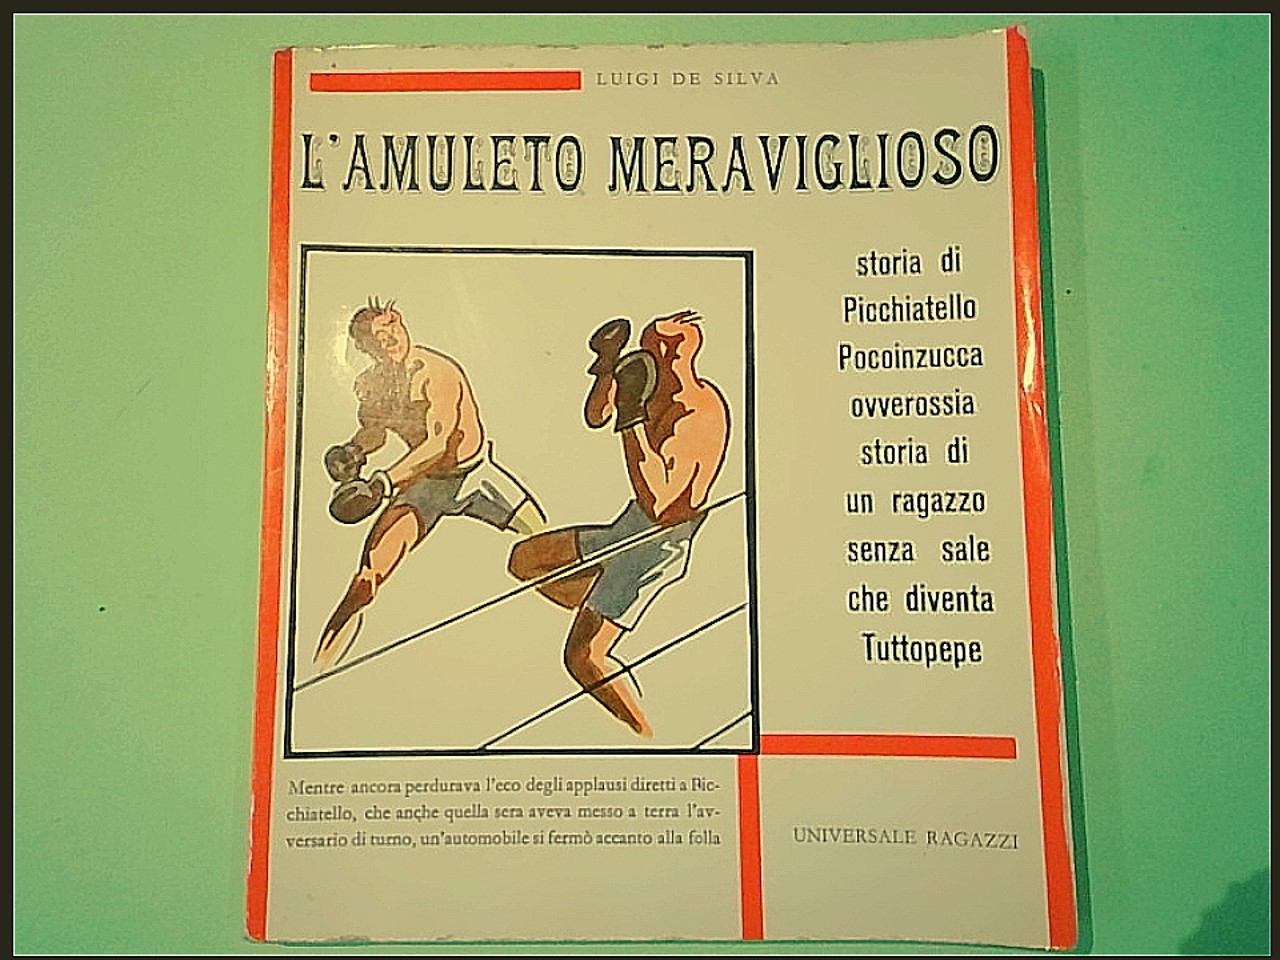 LUIGI DE SILVA
L'AMULETO MERAVIGLIOSO
storia di
Picchiatello
Pocoinzucca
ovverossia
storia di
un ragazzo
senza sale
che diventa
Tuttopepe
Mentre ancora perdurava l'eco degli applausi diretti a Pic-
chiatello, che anche quella sera aveva messo a terra l'av-
versario di turno, un'automobile si fermò accanto alla folla
UNIVERSALE RAGAZZI